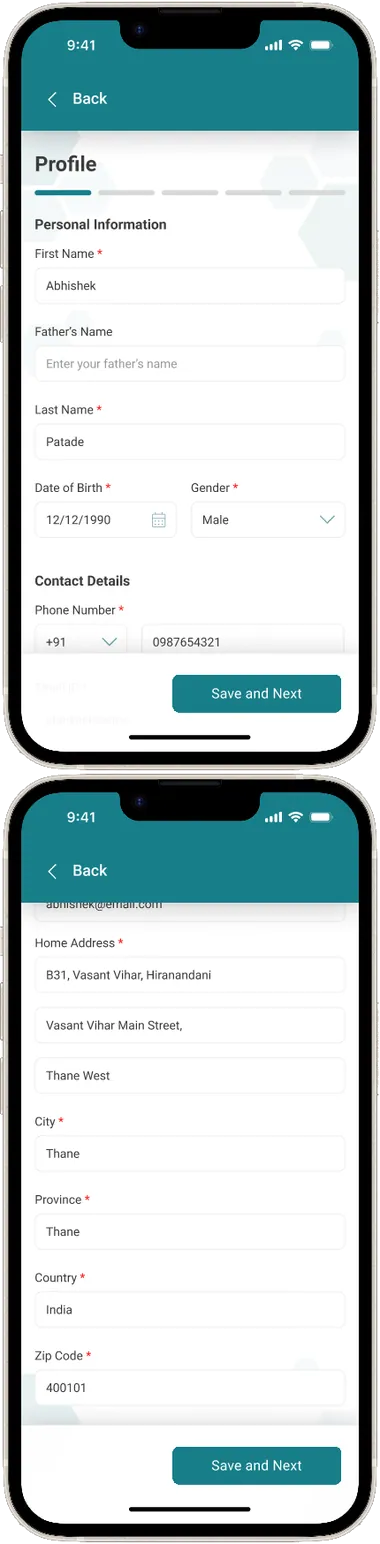 9:41
Back
Profile
Personal Information
First Name *
Abhishek
Father's Name
Enter your father's name
Last Name *
Patade
Date of Birth * Gender *
12/12/1990 Male
Contact Details
Phone Number *
+91 0987654321
Save and Next
9:41
Back
abhishek@email.com
Home Address *
B31, Vasant Vihar, Hiranandani
Vasant Vihar Main Street,
Thane West
City *
Thane
Province *
Thane
Country *
India
Zip Code *
400101
Save and Next